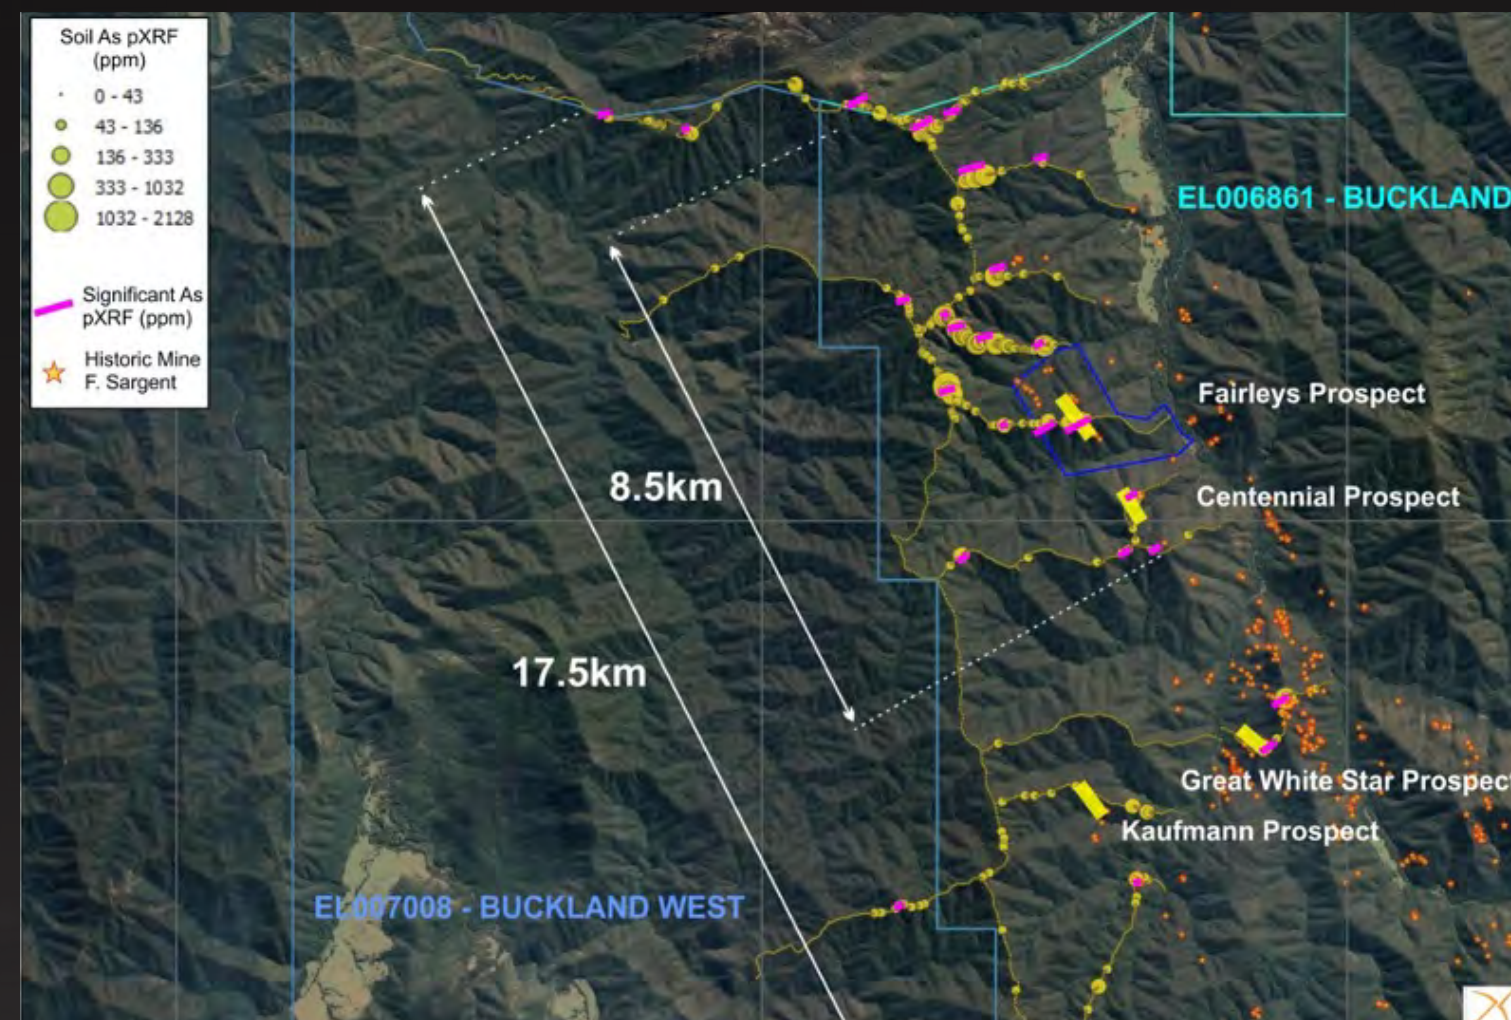 Soil As pXRF
(ppm)
0 - 43
43 - 136
136 - 333
333 - 1032
1032 - 2128
Significant As
pXRF (ppm)
Historic Mine
F. Sargent
EL006861 - BUCKLAND
Fairleys Prospect
8.5km
Centennial Prospect
17.5km
Great White Star Prospect
Kaufmann Prospect
EL007008 - BUCKLAND WEST